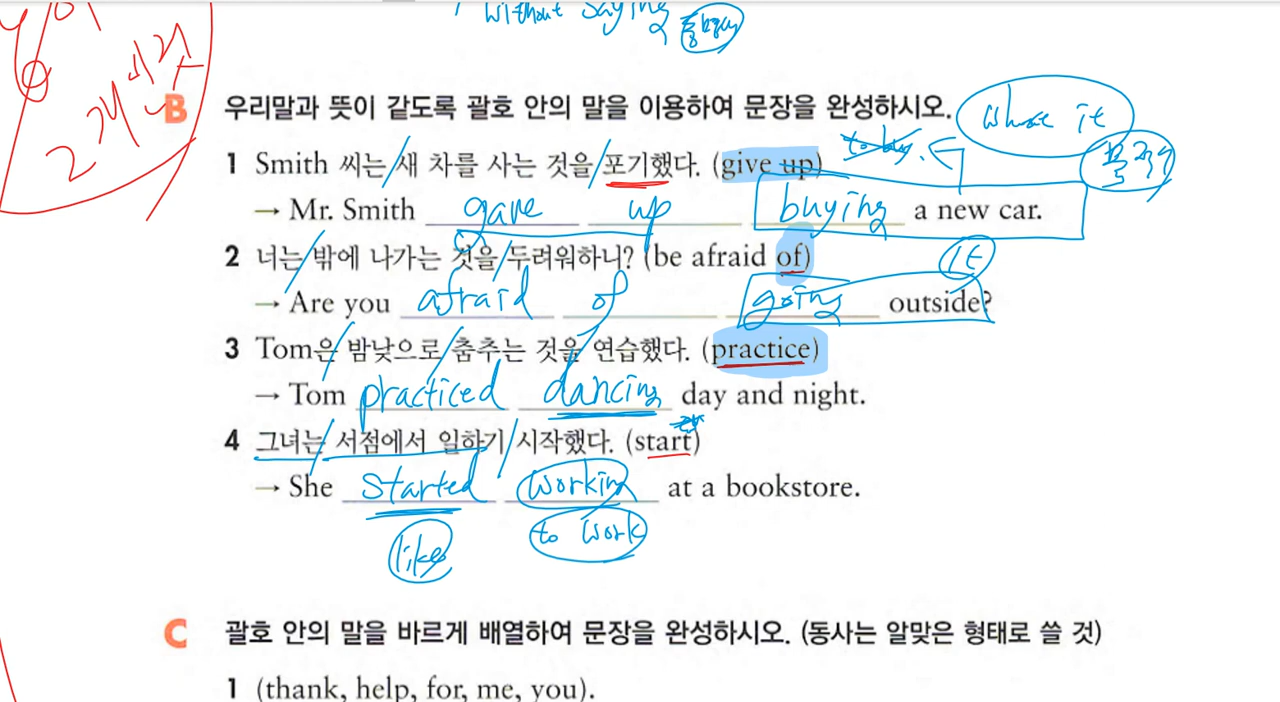 without saying
2개
B 우리말과 뜻이 같도록 괄호 안의 말을 이용하여 문장을 완성하시오.
what it
1 Smith 씨는/새 차를 사는 것을/포기했다. (give up) to buy.
→ Mr. Smith gave up buying a new car.
2 너는/밖에 나가는 것을/두려워하니? (be afraid of) it
→ Are you afraid of going outside?
3 Tom은/밤낮으로/춤추는 것을/연습했다. (practice)
→ Tom practiced dancing day and night.
4 그녀는/서점에서 일하기/시작했다. (start)
→ She started working at a bookstore.
like to work
C 괄호 안의 말을 바르게 배열하여 문장을 완성하시오. (동사는 알맞은 형태로 쓸 것)
1 (thank, help, for, me, you).